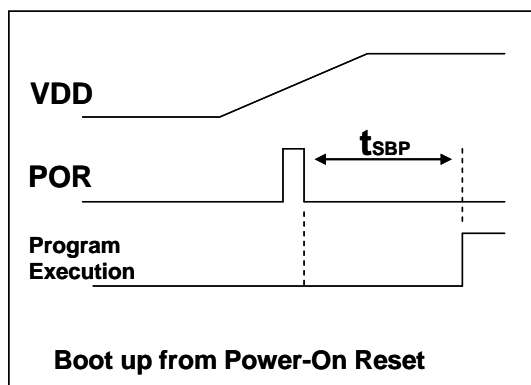 VDD
tSBP
POR
Program
Execution
Boot up from Power-On Reset